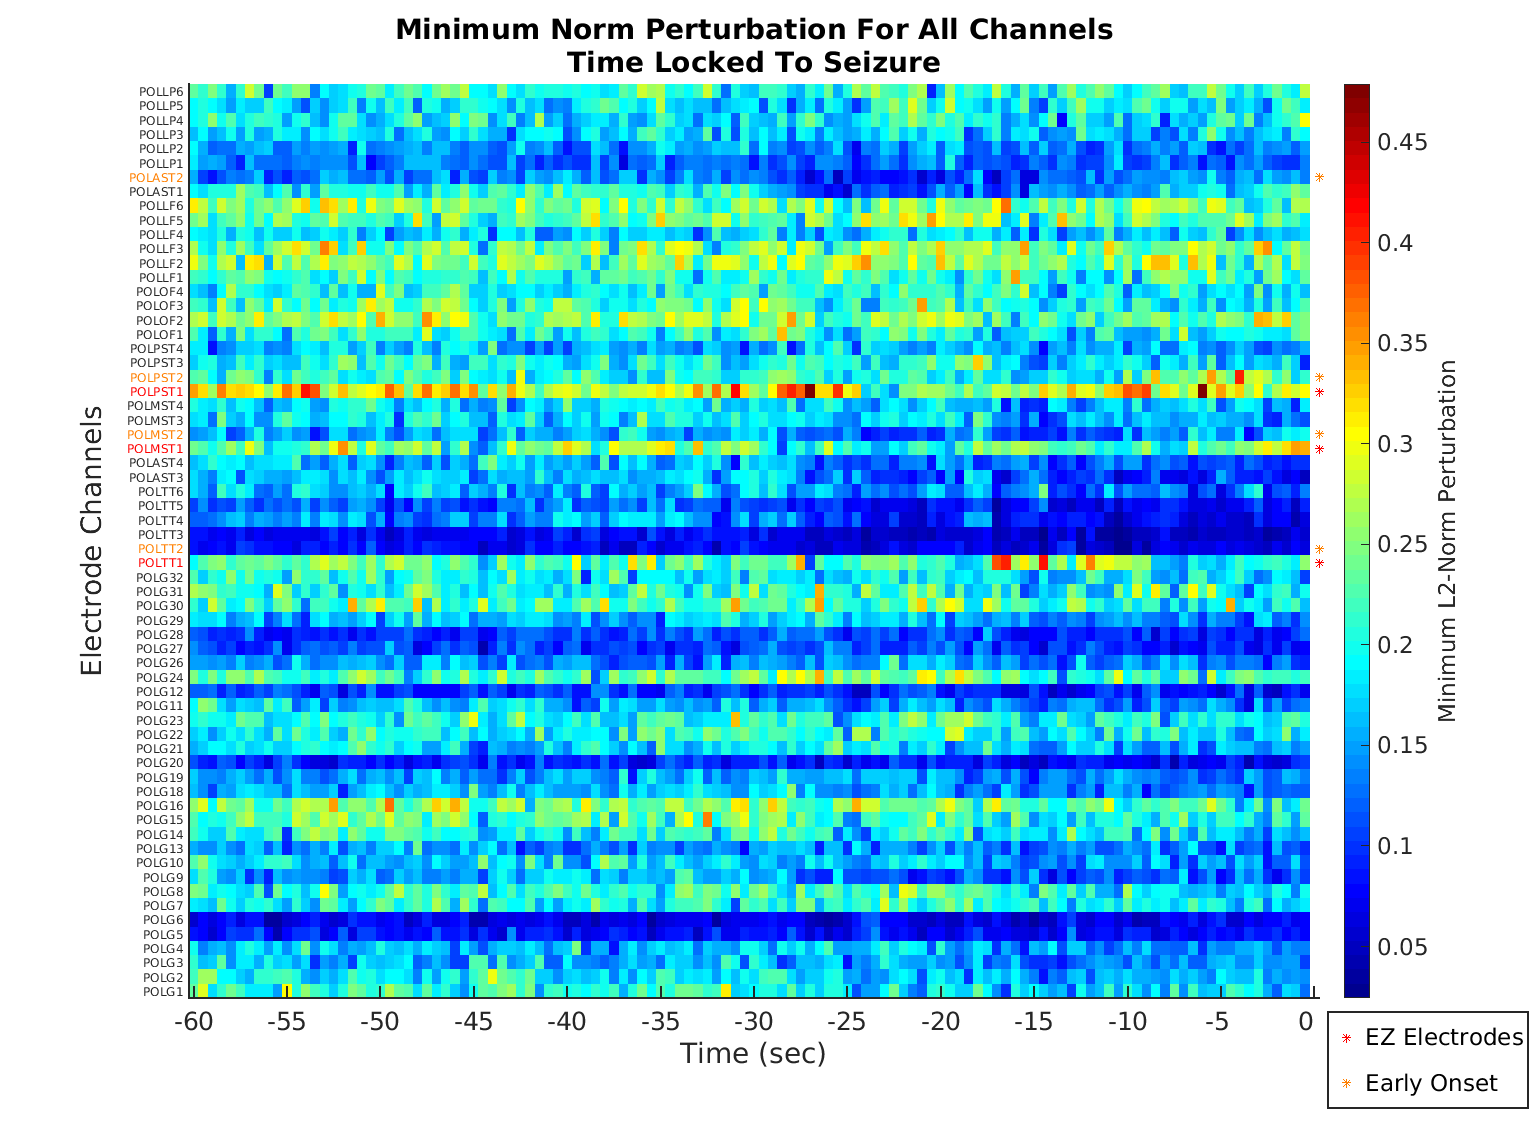 Minimum Norm Perturbation For All Channels
Time Locked To Seizure
Electrode Channels
POLLP6
POLLP5
POLLP4
POLLP3
POLLP2
POLLP1
POLAST2
POLAST1
POLLF6
POLLF5
POLLF4
POLLF3
POLLF2
POLLF1
POLOF4
POLOF3
POLOF2
POLOF1
POLPST4
POLPST3
POLPST2
POLPST1
POLMST4
POLMST3
POLMST2
POLMST1
POLAST4
POLAST3
POLTT6
POLTT5
POLTT4
POLTT3
POLTT2
POLTT1
POLG32
POLG31
POLG30
POLG29
POLG28
POLG27
POLG26
POLG24
POLG12
POLG11
POLG23
POLG22
POLG21
POLG20
POLG19
POLG18
POLG16
POLG15
POLG14
POLG13
POLG10
POLG9
POLG8
POLG7
POLG6
POLG5
POLG4
POLG3
POLG2
POLG1
-60 -55 -50 -45 -40 -35 -30 -25 -20 -15 -10 -5 0
Time (sec)
0.45
0.4
0.35
0.3
0.25
0.2
0.15
0.1
0.05
Minimum L2-Norm Perturbation
EZ Electrodes
Early Onset